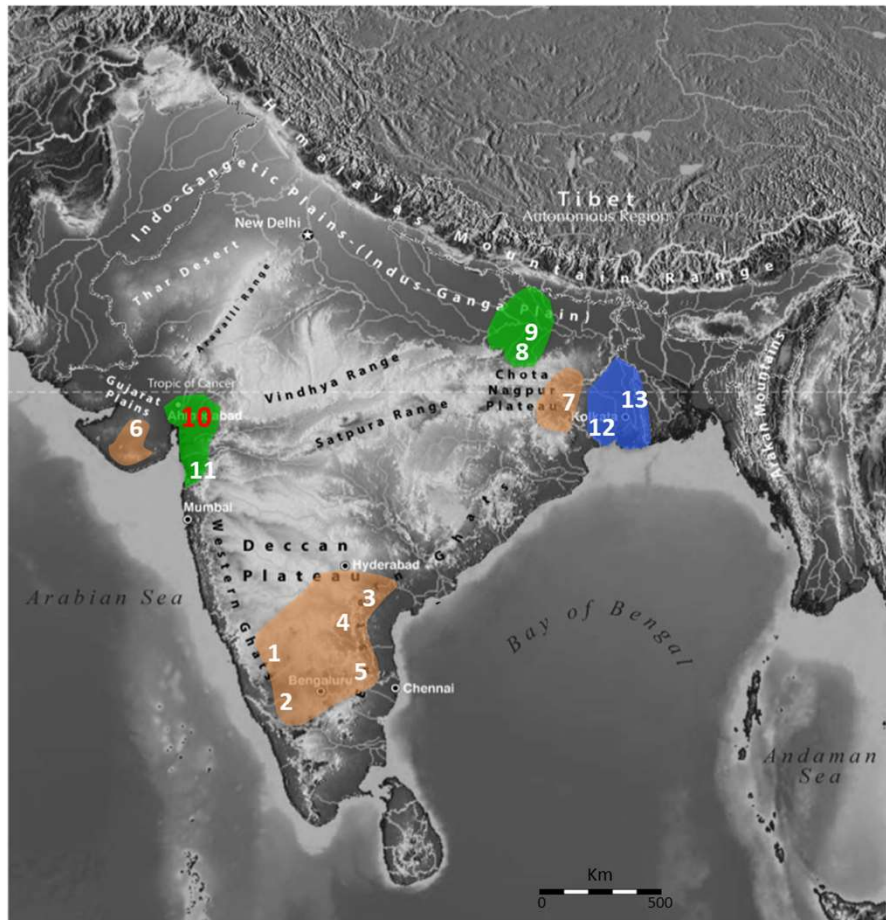 Himalayas Mountain Range
Tibet
Autonomous Region
Indo-Gangetic Plains-(Indus-Ganga Plain)
New Delhi
Thar Desert
Aravalli Range
9
8
Tropic of Cancer
Gujarat
Plains
Vindhya Range
Chota
Nagpur
Plateau
7
13
Kolkata
12
Arakan Mountains
10
6
Satpura Range
11
Mumbai
Western Ghats
Deccan
Plateau
Hyderabad
Eastern Ghats
Arabian Sea
3
4
Bay of Bengal
1
5
Bengaluru
Chennai
2
Andaman
Sea
Km
0 500